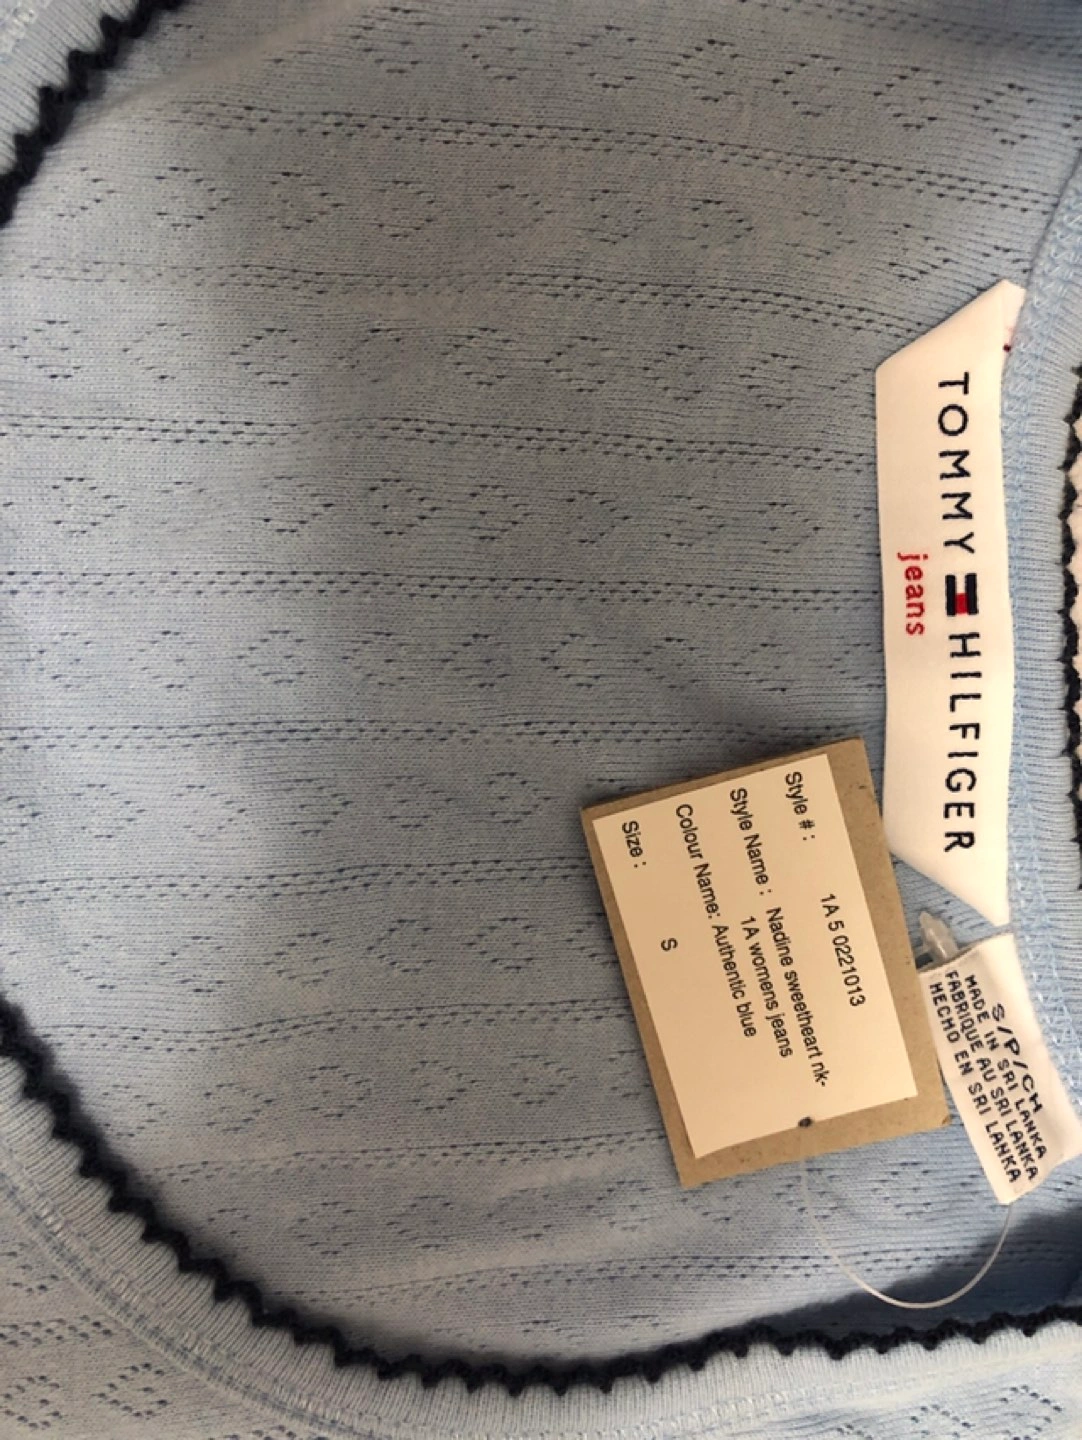 TOMMY HILFIGER
jeans
Style # : 1A 5 0221013
Style Name : Nadine sweetheart nk-
1A womens jeans
Colour Name: Authentic blue
Size : S
S/P/CH
MADE IN SRI LANKA
FABRIQUE AU SRI LANKA
HECHO EN SRI LANKA